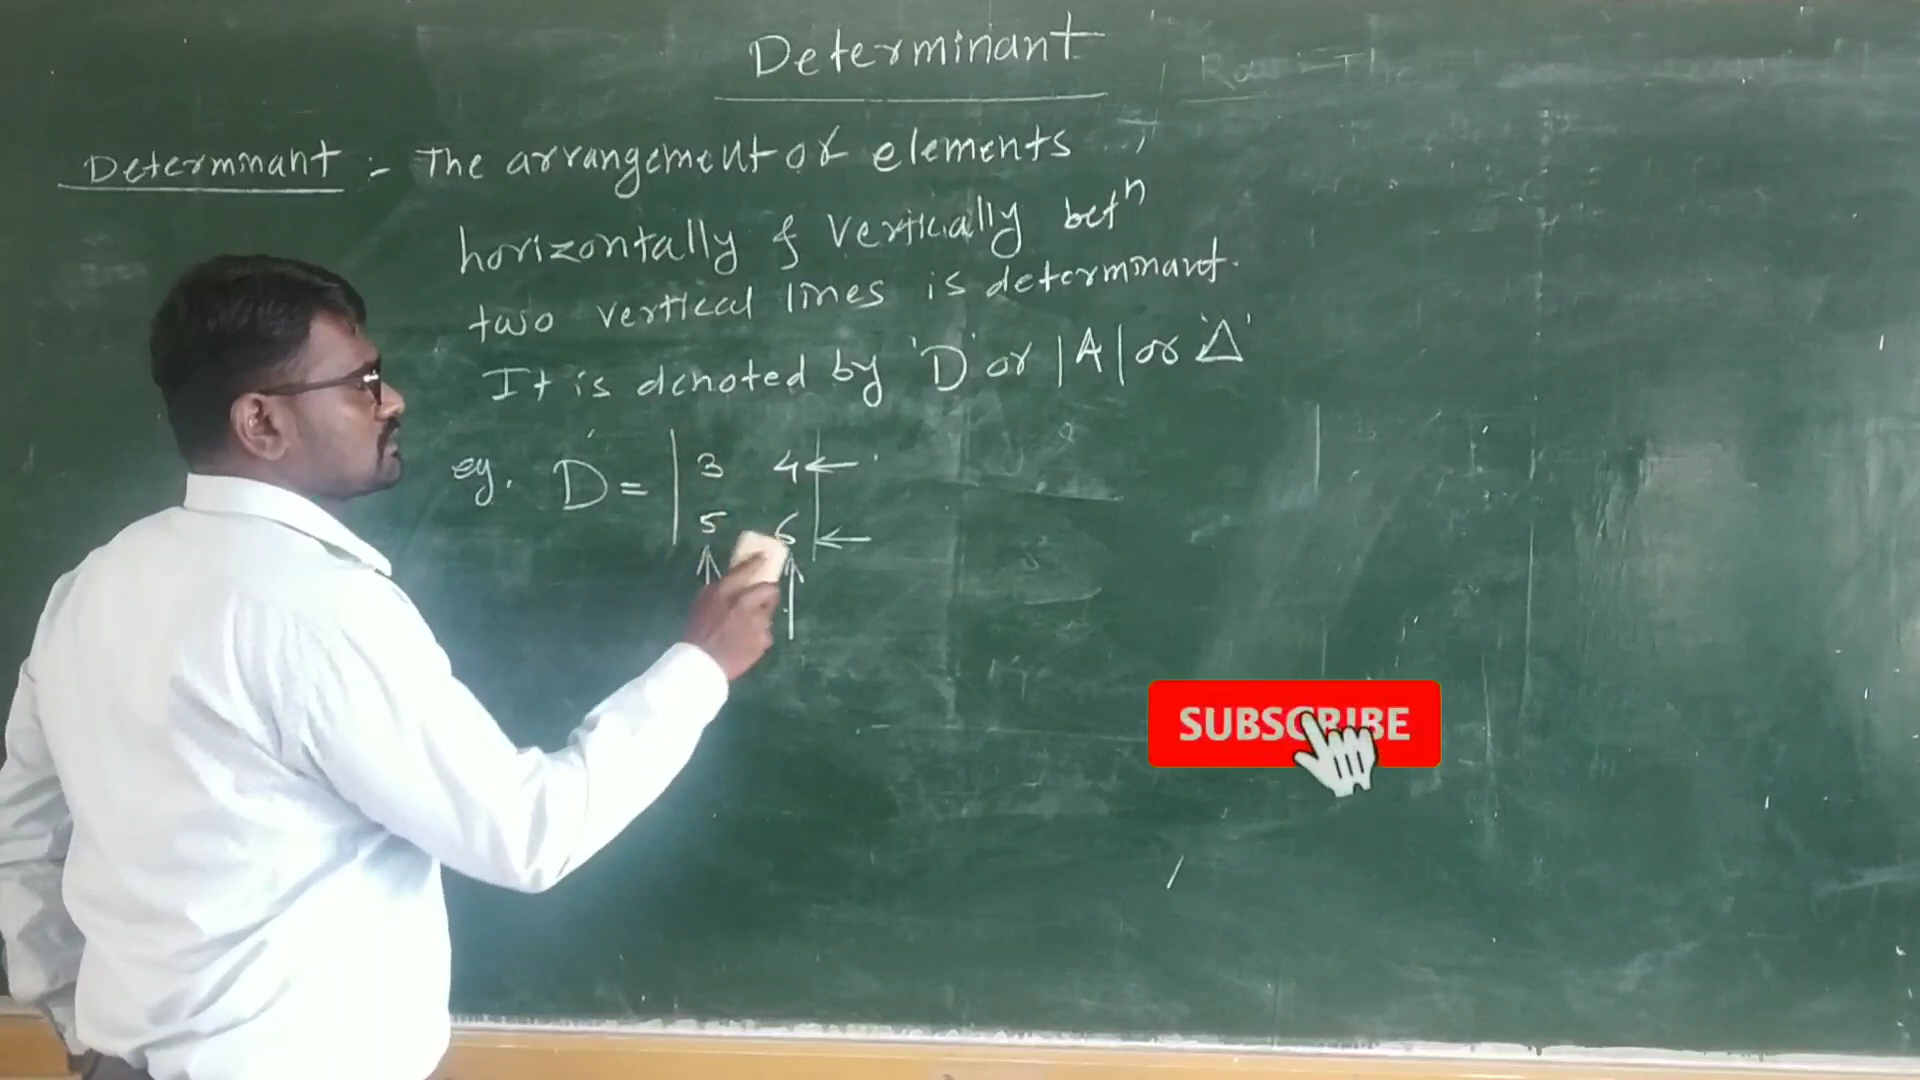 Determinant
Determinant :- The arrangement of elements
horizontally & vertically betn
two vertical lines is determinant.
It is denoted by 'D' or |A| or 'Δ'
eg. D = | 3 4 | ←
| 5 6 | ←
↑ ↑
SUBSCRIBE